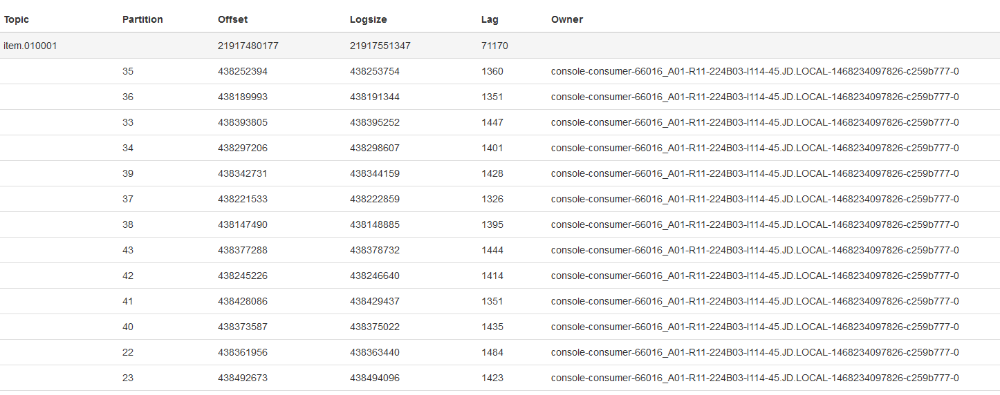 Topic Partition Offset Logsize Lag Owner
item.010001 21917480177 21917551347 71170
35 438252394 438253754 1360 console-consumer-66016_A01-R11-224B03-I114-45.JD.LOCAL-1468234097826-c259b777-0
36 438189993 438191344 1351 console-consumer-66016_A01-R11-224B03-I114-45.JD.LOCAL-1468234097826-c259b777-0
33 438393805 438395252 1447 console-consumer-66016_A01-R11-224B03-I114-45.JD.LOCAL-1468234097826-c259b777-0
34 438297206 438298607 1401 console-consumer-66016_A01-R11-224B03-I114-45.JD.LOCAL-1468234097826-c259b777-0
39 438342731 438344159 1428 console-consumer-66016_A01-R11-224B03-I114-45.JD.LOCAL-1468234097826-c259b777-0
37 438221533 438222859 1326 console-consumer-66016_A01-R11-224B03-I114-45.JD.LOCAL-1468234097826-c259b777-0
38 438147490 438148885 1395 console-consumer-66016_A01-R11-224B03-I114-45.JD.LOCAL-1468234097826-c259b777-0
43 438377288 438378732 1444 console-consumer-66016_A01-R11-224B03-I114-45.JD.LOCAL-1468234097826-c259b777-0
42 438245226 438246640 1414 console-consumer-66016_A01-R11-224B03-I114-45.JD.LOCAL-1468234097826-c259b777-0
41 438428086 438429437 1351 console-consumer-66016_A01-R11-224B03-I114-45.JD.LOCAL-1468234097826-c259b777-0
40 438373587 438375022 1435 console-consumer-66016_A01-R11-224B03-I114-45.JD.LOCAL-1468234097826-c259b777-0
22 438361956 438363440 1484 console-consumer-66016_A01-R11-224B03-I114-45.JD.LOCAL-1468234097826-c259b777-0
23 438492673 438494096 1423 console-consumer-66016_A01-R11-224B03-I114-45.JD.LOCAL-1468234097826-c259b777-0